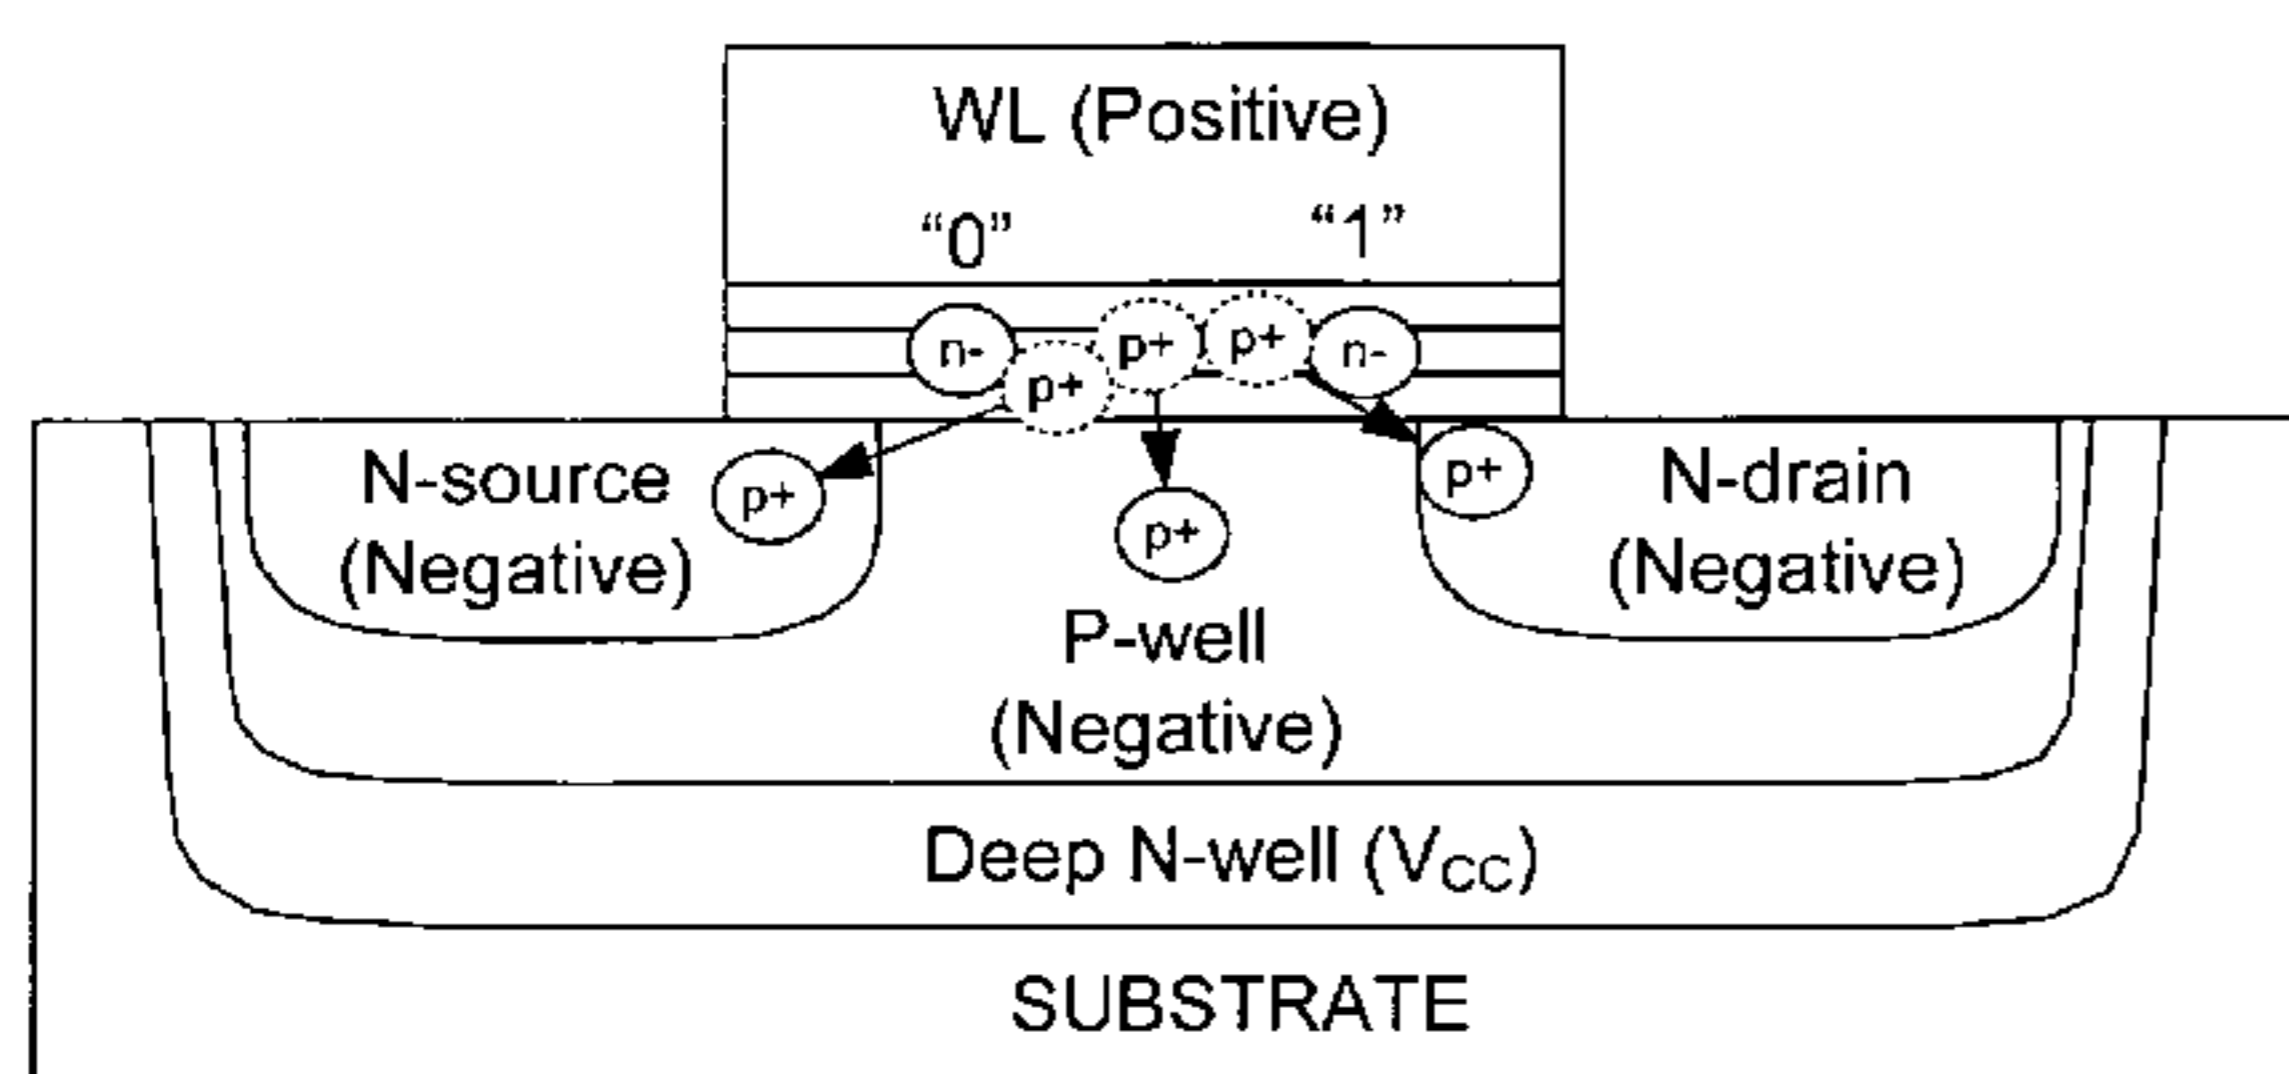 WL (Positive)
“0” “1”
n- p+ p+ p+ n-
N-source p+ p+ p+ N-drain
(Negative) (Negative)
P-well
(Negative)
Deep N-well (VCC)
SUBSTRATE